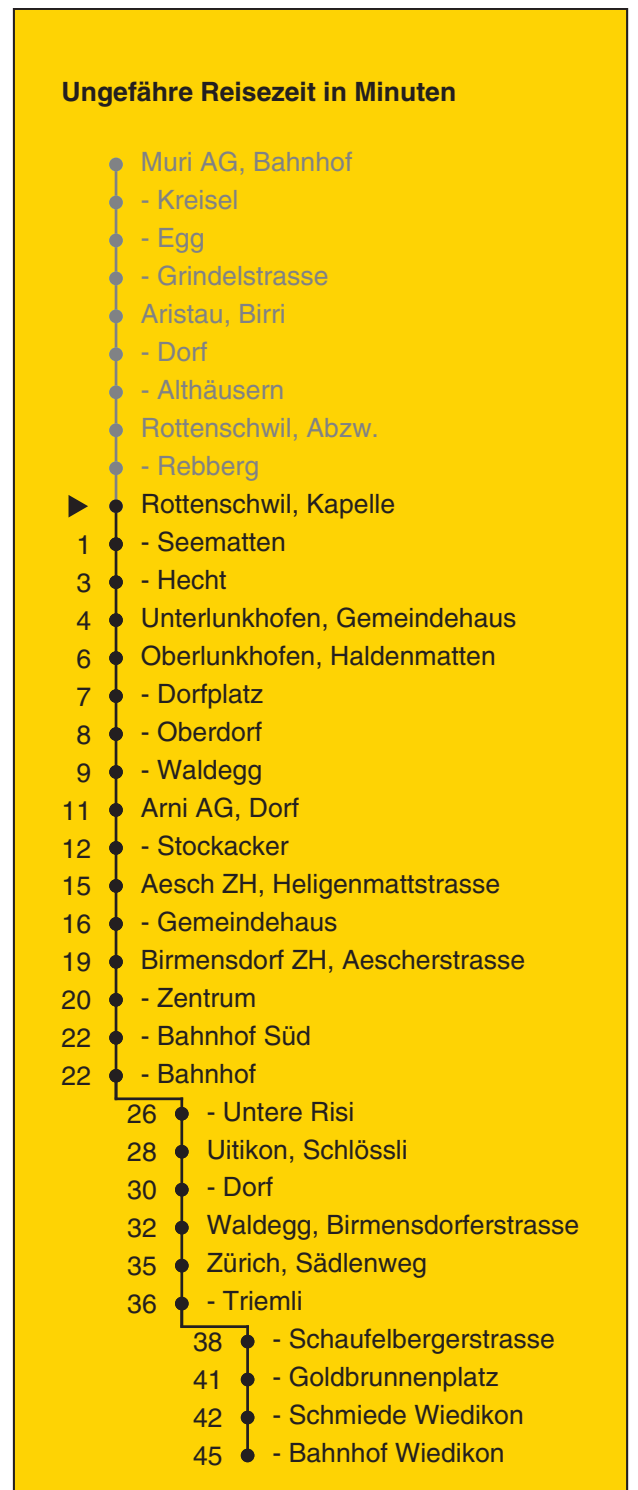 Ungefähre Reisezeit in Minuten
Muri AG, Bahnhof
- Kreisel
- Egg
- Grindelstrasse
Aristau, Birri
- Dorf
- Althäusern
Rottenschwil, Abzw.
- Rebberg
Rottenschwil, Kapelle
1 - Seematten
3 - Hecht
4 Unterlunkhofen, Gemeindehaus
6 Oberlunkhofen, Haldenmatten
7 - Dorfplatz
8 - Oberdorf
9 - Waldegg
11 Arni AG, Dorf
12 - Stockacker
15 Aesch ZH, Heligenmattstrasse
16 - Gemeindehaus
19 Birmensdorf ZH, Aescherstrasse
20 - Zentrum
22 - Bahnhof Süd
22 - Bahnhof
26 - Untere Risi
28 Uitikon, Schlössli
30 - Dorf
32 Waldegg, Birmensdorferstrasse
35 Zürich, Sädlenweg
36 - Triemli
38 - Schaufelbergerstrasse
41 - Goldbrunnenplatz
42 - Schmiede Wiedikon
45 - Bahnhof Wiedikon